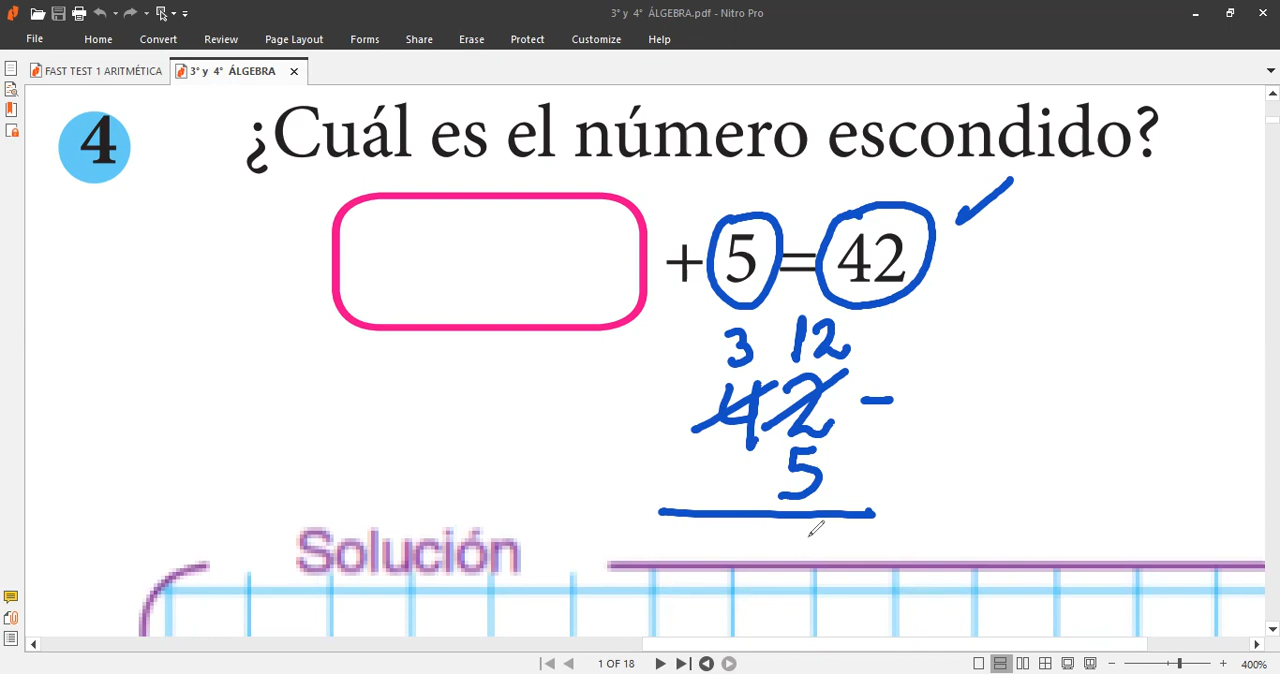 3° y 4° ÁLGEBRA.pdf - Nitro Pro
File Home Convert Review Page Layout Forms Share Erase Protect Customize Help
FAST TEST 1 ARITMÉTICA 3° y 4° ÁLGEBRA
4 ¿Cuál es el número escondido?
+ 5 = 42
3 12
42 -
5
Solución
1 OF 18 400%